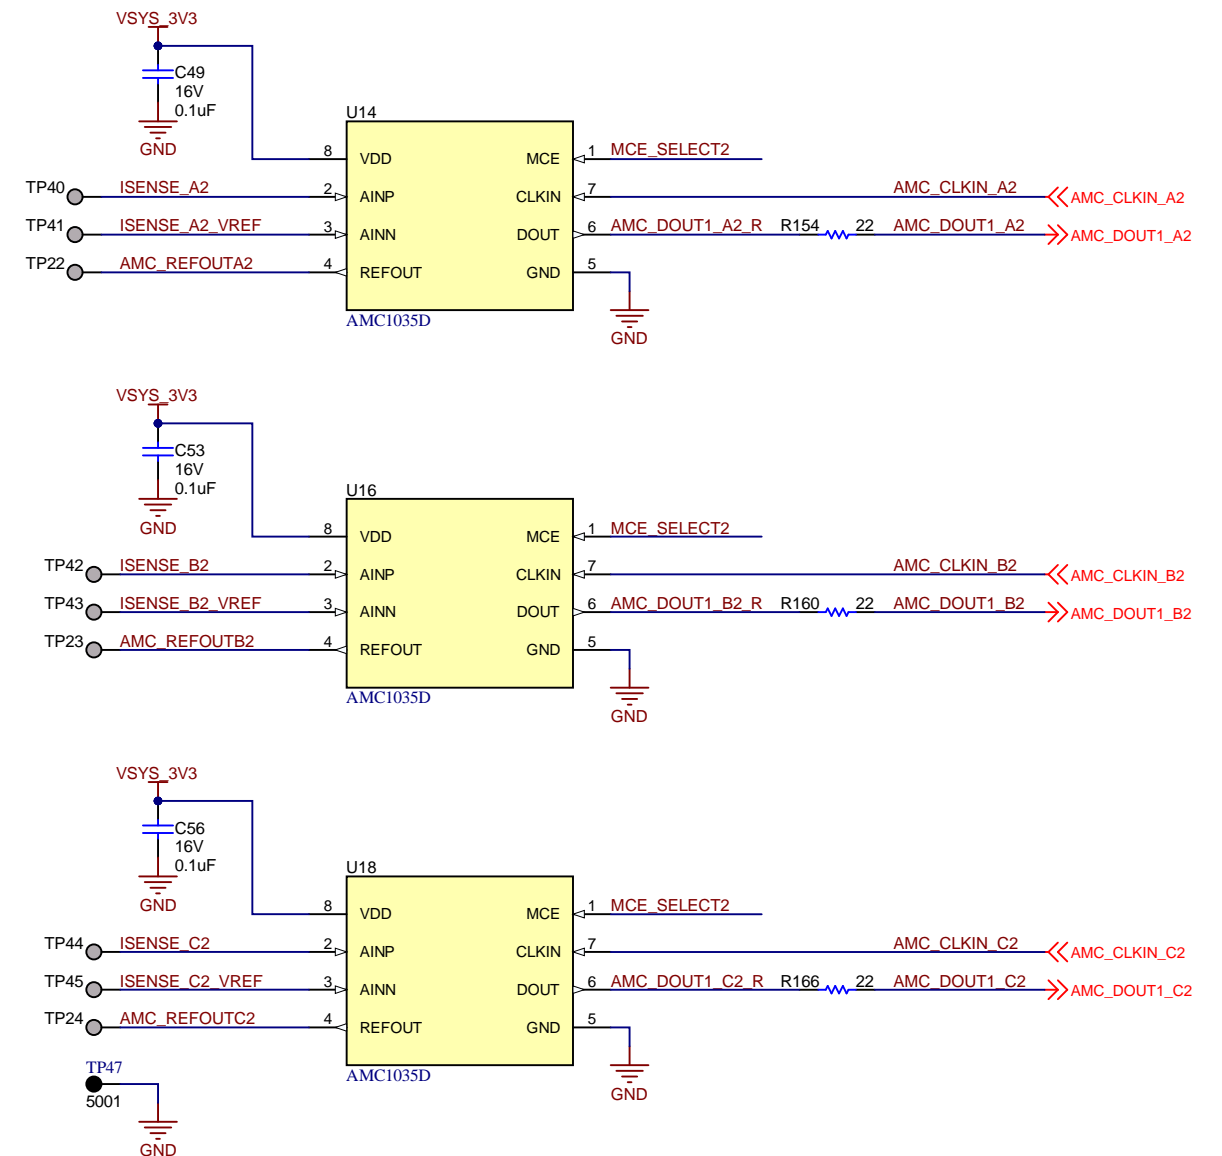 VSYS_3V3
C49
16V
0.1uF
GND
U14
8 VDD MCE 1 MCE_SELECT2
TP40 ISENSE_A2 2 AINP CLKIN 7 AMC_CLKIN_A2 AMC_CLKIN_A2
TP41 ISENSE_A2_VREF 3 AINN DOUT 6 AMC_DOUT1_A2_R R154 22 AMC_DOUT1_A2 AMC_DOUT1_A2
TP22 AMC_REFOUTA2 4 REFOUT GND 5
AMC1035D
GND
VSYS_3V3
C53
16V
0.1uF
GND
U16
8 VDD MCE 1 MCE_SELECT2
TP42 ISENSE_B2 2 AINP CLKIN 7 AMC_CLKIN_B2 AMC_CLKIN_B2
TP43 ISENSE_B2_VREF 3 AINN DOUT 6 AMC_DOUT1_B2_R R160 22 AMC_DOUT1_B2 AMC_DOUT1_B2
TP23 AMC_REFOUTB2 4 REFOUT GND 5
AMC1035D
GND
VSYS_3V3
C56
16V
0.1uF
GND
U18
8 VDD MCE 1 MCE_SELECT2
TP44 ISENSE_C2 2 AINP CLKIN 7 AMC_CLKIN_C2 AMC_CLKIN_C2
TP45 ISENSE_C2_VREF 3 AINN DOUT 6 AMC_DOUT1_C2_R R166 22 AMC_DOUT1_C2 AMC_DOUT1_C2
TP24 AMC_REFOUTC2 4 REFOUT GND 5
AMC1035D
GND
TP47
5001
GND